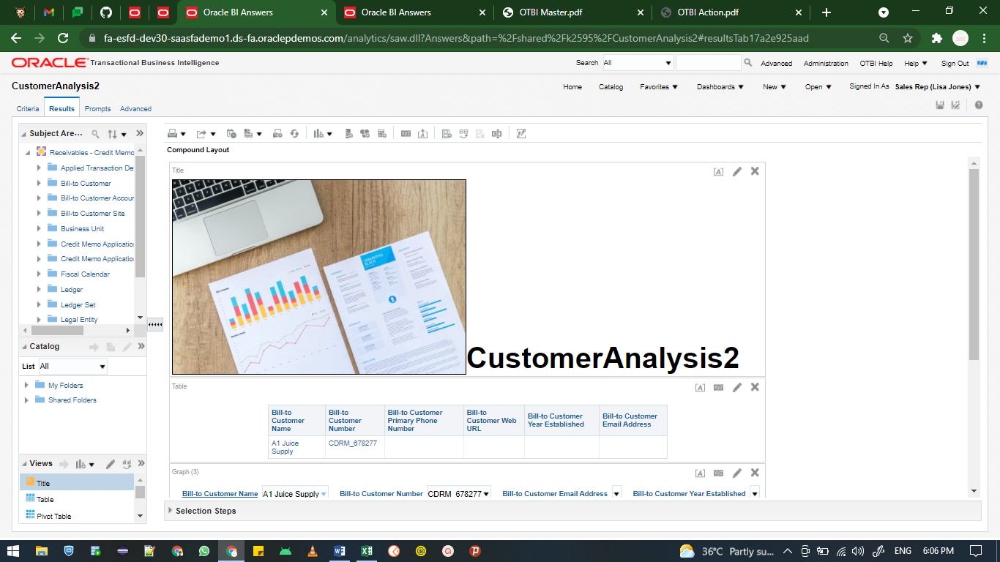 Oracle BI Answers
Oracle BI Answers
OTBI Master.pdf
OTBI Action.pdf
fa-esfd-dev30-saasfademo1.ds-fa.oraclepdemos.com/analytics/saw.dll?Answers&path=%2Fshared%2Fk2595%2FCustomerAnalysis2#resultsTab17a2e925aad
ORACLE Transactional Business Intelligence
Search All
Advanced Administration OTBI Help Help Sign Out
CustomerAnalysis2
Home Catalog Favorites Dashboards New Open Signed In As Sales Rep (Lisa Jones)
Criteria Results Prompts Advanced
Subject Are...
Receivables - Credit Memo
Applied Transaction De
Bill-to Customer
Bill-to Customer Accour
Bill-to Customer Site
Business Unit
Credit Memo Applicatio
Credit Memo Applicatio
Fiscal Calendar
Ledger
Ledger Set
Legal Entity
Catalog
List All
My Folders
Shared Folders
Views
Title
Table
Pivot Table
Compound Layout
Title
SAMANTHA
BLACK
CustomerAnalysis2
Table
Bill-to Customer Name Bill-to Customer Number Bill-to Customer Primary Phone Number Bill-to Customer Web URL Bill-to Customer Year Established Bill-to Customer Email Address
A1 Juice Supply CDRM_678277
Graph (3)
Bill-to Customer Name A1 Juice Supply Bill-to Customer Number CDRM_678277 Bill-to Customer Email Address Bill-to Customer Year Established
Selection Steps
36°C Partly su... ENG 6:06 PM